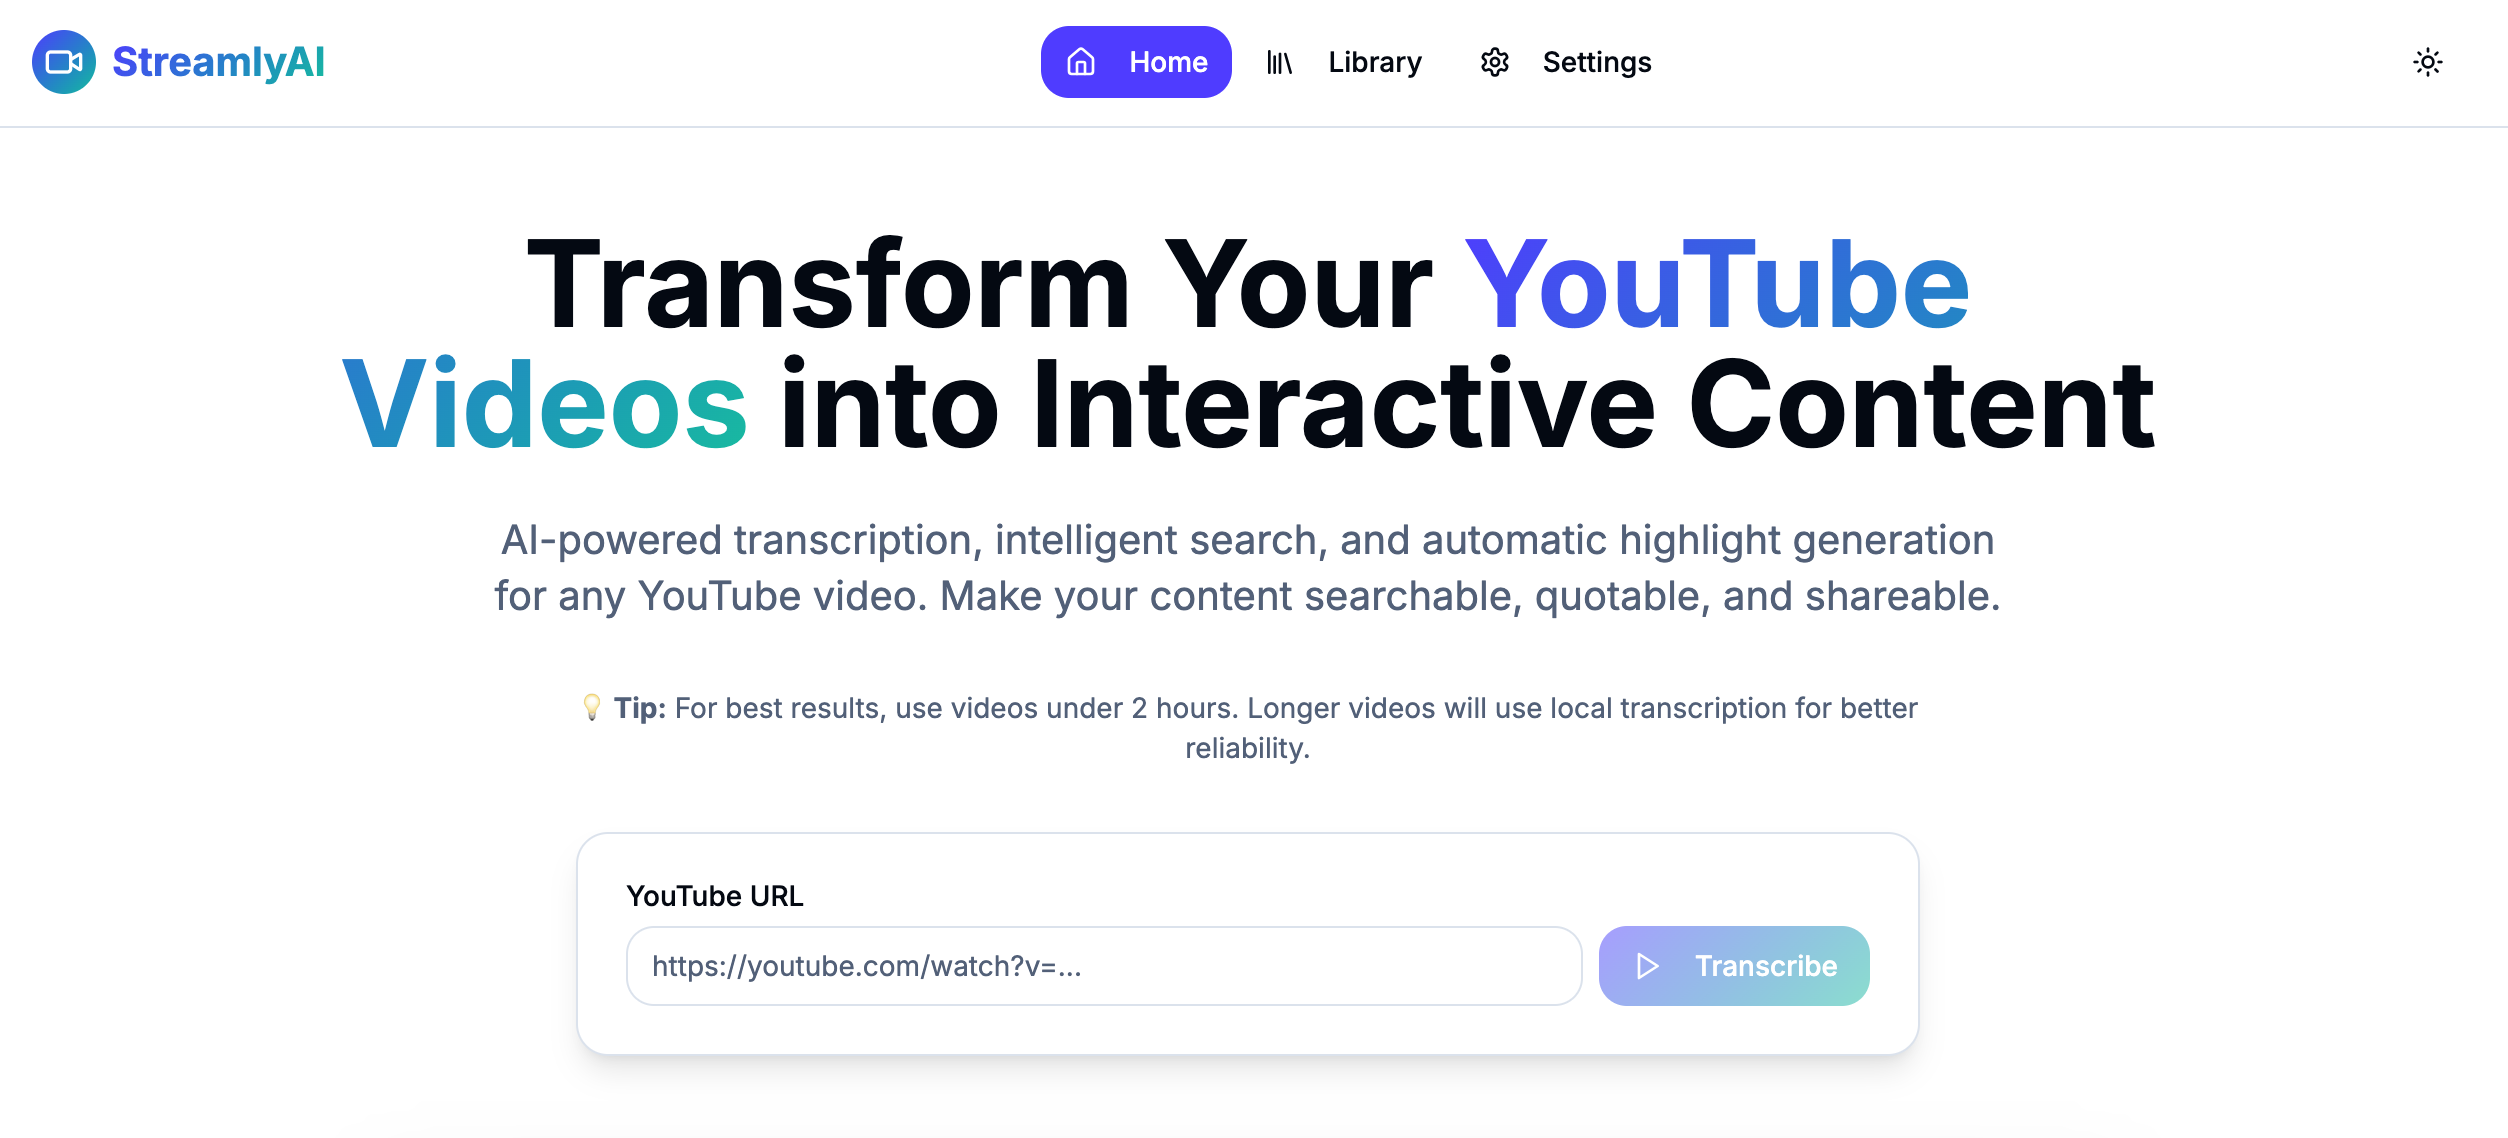 StreamlyAI
Home
Library
Settings
Transform Your YouTube
Videos into Interactive Content
AI-powered transcription, intelligent search, and automatic highlight generation
for any YouTube video. Make your content searchable, quotable, and shareable.
💡 Tip: For best results, use videos under 2 hours. Longer videos will use local transcription for better
reliability.
YouTube URL
https://youtube.com/watch?v=...
Transcribe